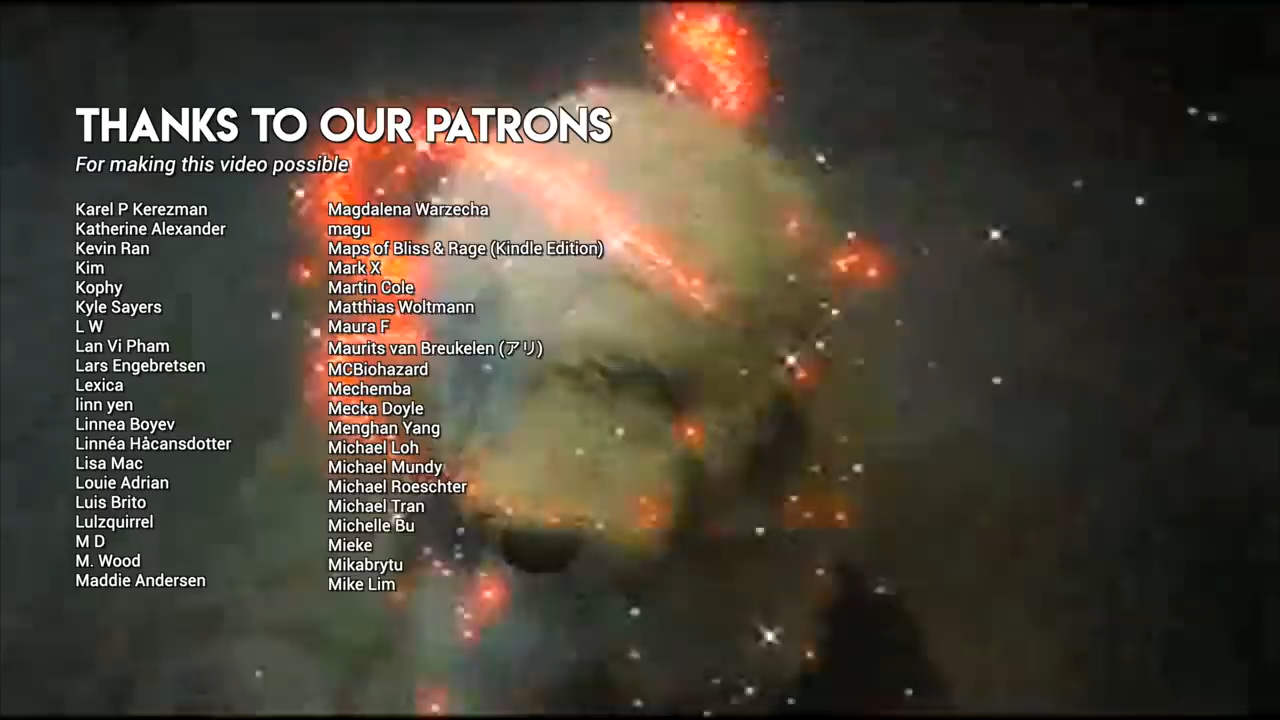 THANKS TO OUR PATRONS
For making this video possible
Karel P Kerezman
Katherine Alexander
Kevin Ran
Kim
Kophy
Kyle Sayers
L W
Lan Vi Pham
Lars Engebretsen
Lexica
linn yen
Linnea Boyev
Linnéa Håcansdotter
Lisa Mac
Louie Adrian
Luis Brito
Lulzquirrel
M D
M. Wood
Maddie Andersen
Magdalena Warzecha
magu
Maps of Bliss & Rage (Kindle Edition)
Mark X
Martin Cole
Matthias Woltmann
Maura F
Maurits van Breukelen (アリ)
MCBiohazard
Mechemba
Mecka Doyle
Menghan Yang
Michael Loh
Michael Mundy
Michael Roeschter
Michael Tran
Michelle Bu
Mieke
Mikabrytu
Mike Lim